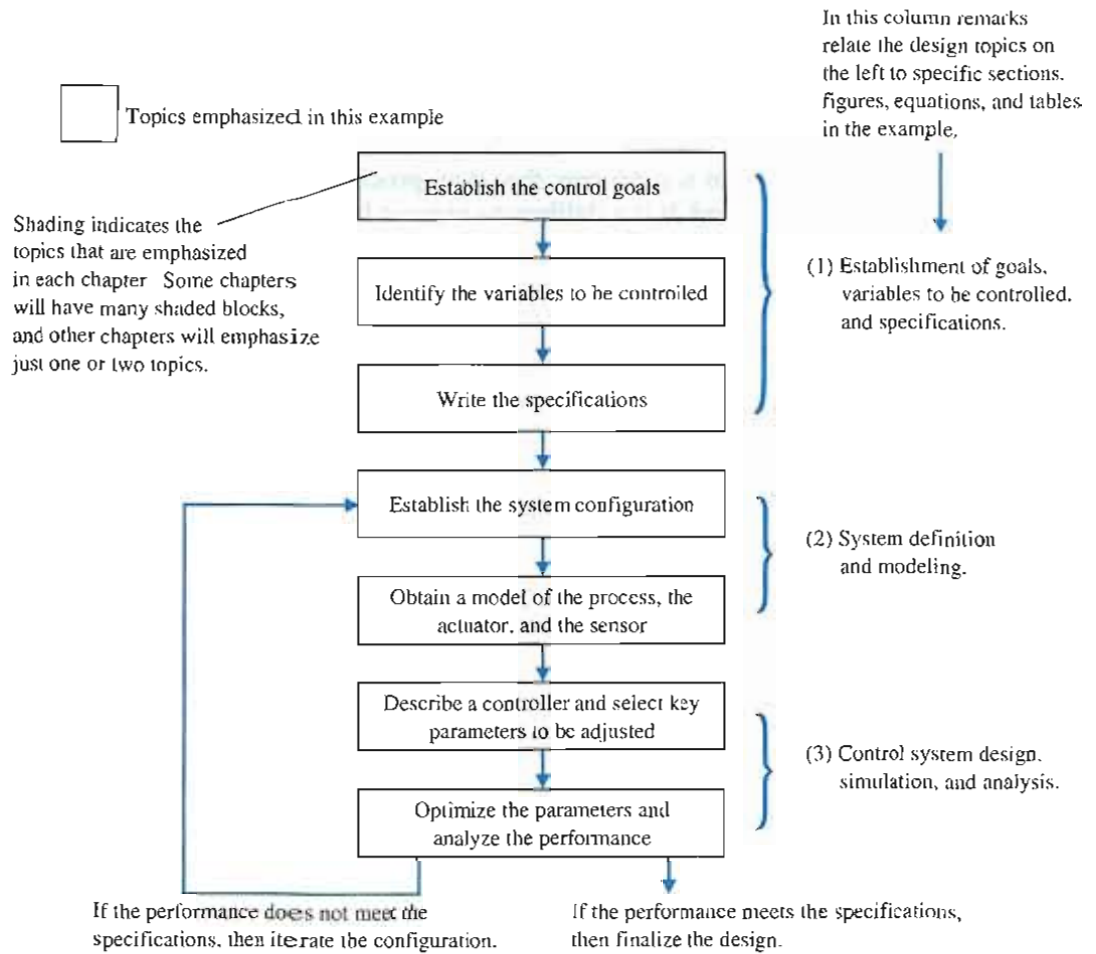 In this column remarks
relate the design topics on
the left to specific sections.
figures, equations, and tables
in the example.
Topics emphasized in this example
Establish the control goals
Shading indicates the
topics that are emphasized
in each chapter Some chapters
will have many shaded blocks,
and other chapters will emphasize
just one or two topics.
Identify the variables to be controlled
(1) Establishment of goals,
variables to be controlled,
and specifications.
Write the specifications
Establish the system configuration
(2) System definition
and modeling.
Obtain a model of the process, the
actuator, and the sensor
Describe a controller and select key
parameters to be adjusted
(3) Control system design,
simulation, and analysis.
Optimize the parameters and
analyze the performance
If the performance does not meet the
specifications, then iterate the configuration.
If the performance meets the specifications,
then finalize the design.